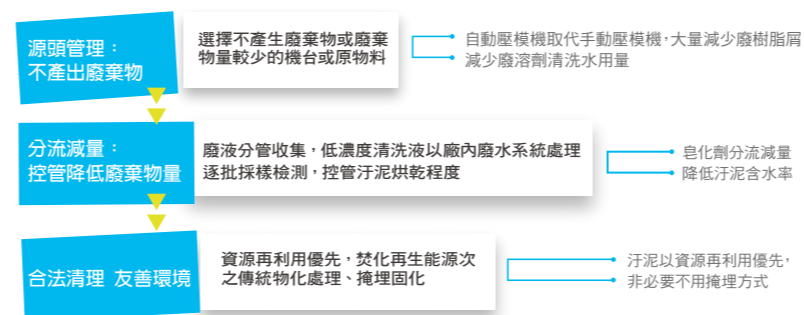 源頭管理：
不產出廢棄物
選擇不產生廢棄物或廢棄
物量較少的機台或原物料
自動壓模機取代手動壓模機，大量減少廢樹脂屑
減少廢溶劑清洗水用量
分流減量：
控管降低廢棄物量
廢液分管收集，低濃度清洗液以廠內廢水系統處理
逐批採樣檢測，控管汙泥烘乾程度
皂化劑分流減量
降低汙泥含水率
合法清理 友善環境
資源再利用優先，焚化再生能源次
之傳統物化處理、掩埋固化
汙泥以資源再利用優先，
非必要不用掩埋方式